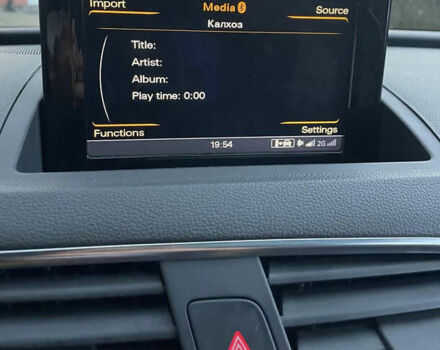 Import Media Source
Калхоз
Title:
Artist:
Album:
Play time: 0:00
Functions Settings
19:54 2G